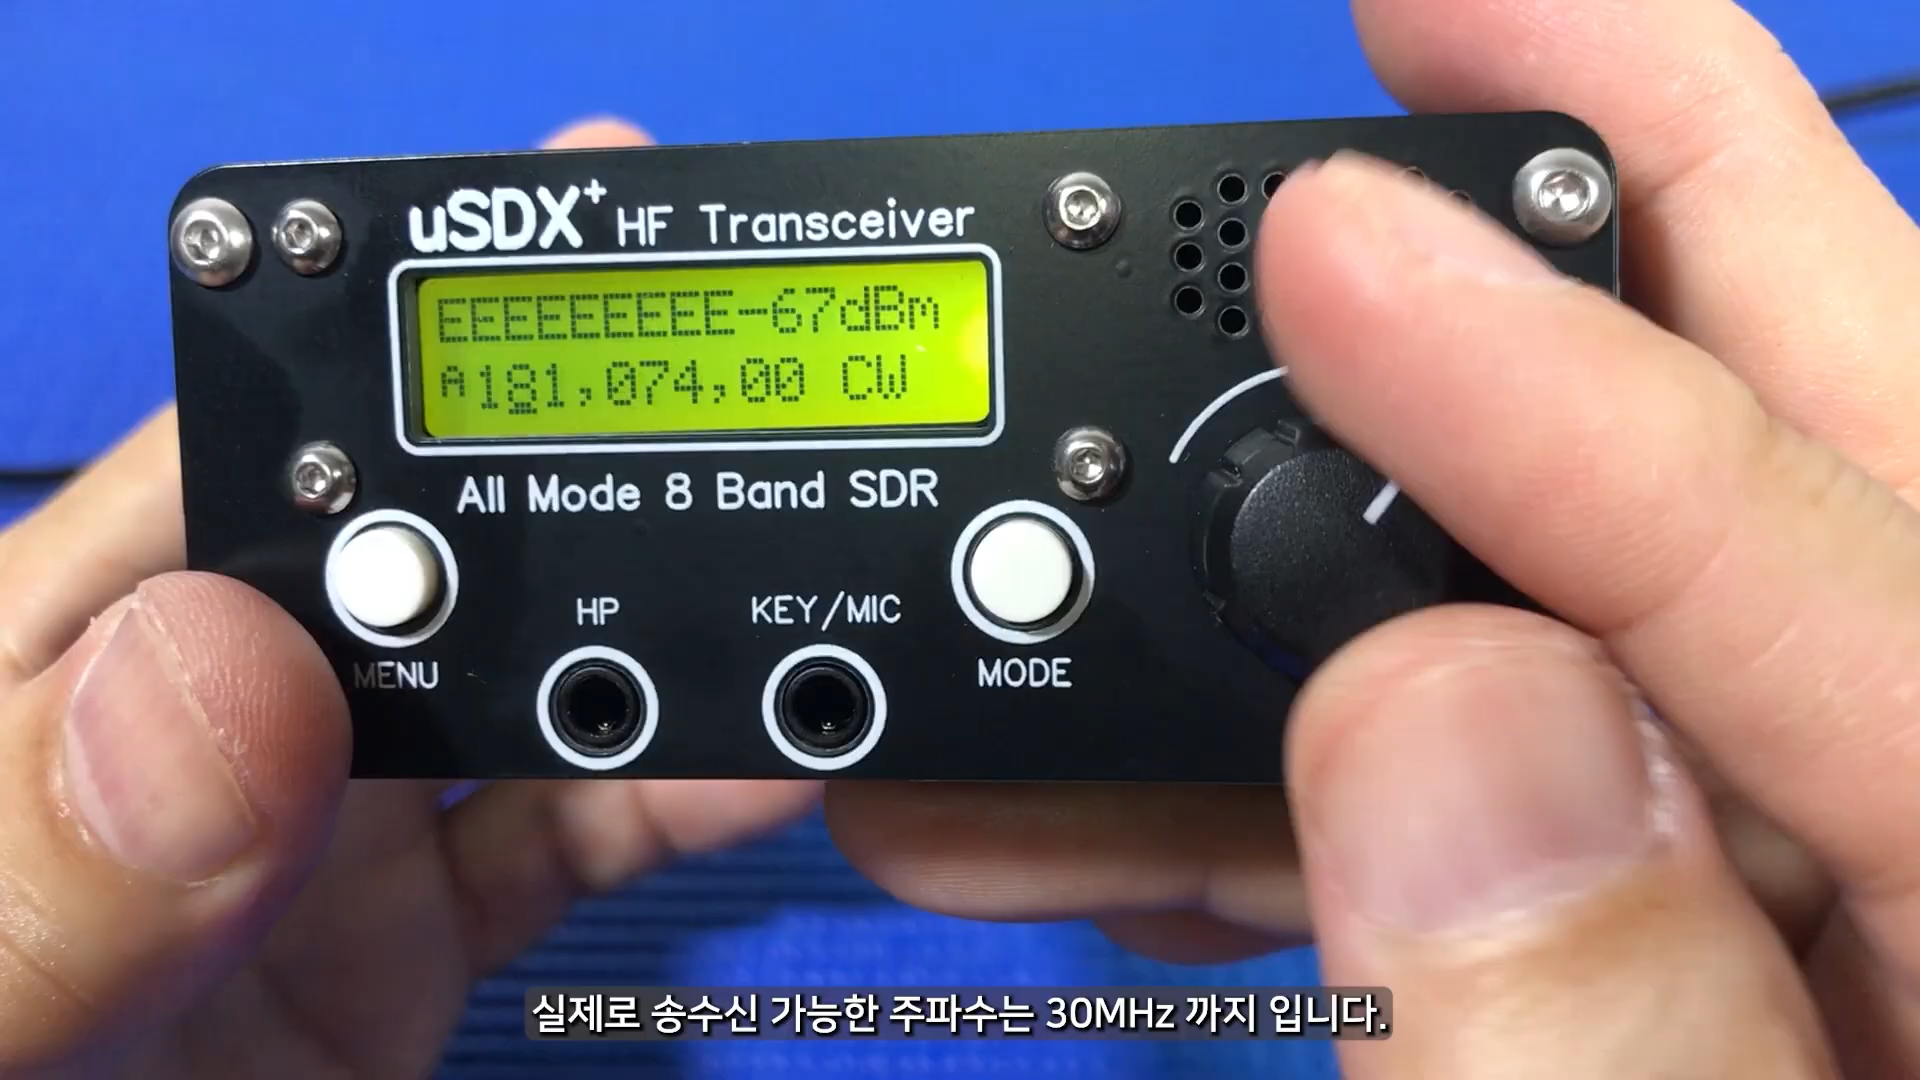 uSDX+ HF Transceiver
EEEEEEEEE-67dBm
A181,074,00 CW
All Mode 8 Band SDR
HP
KEY/MIC
MENU
MODE
실제로 송수신 가능한 주파수는 30MHz 까지 입니다.